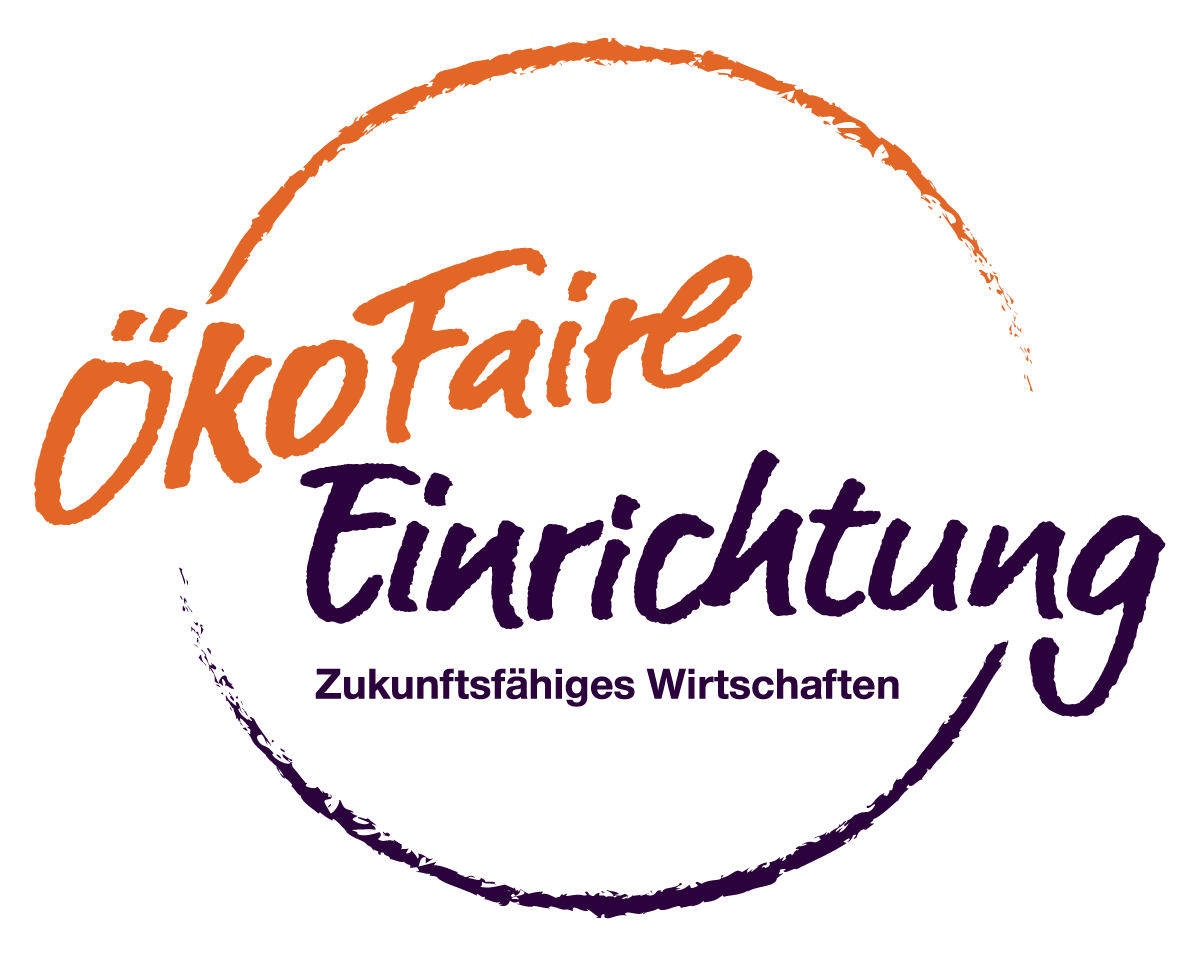 ÖkoFaire
Einrichtung
Zukunftsfähiges Wirtschaften